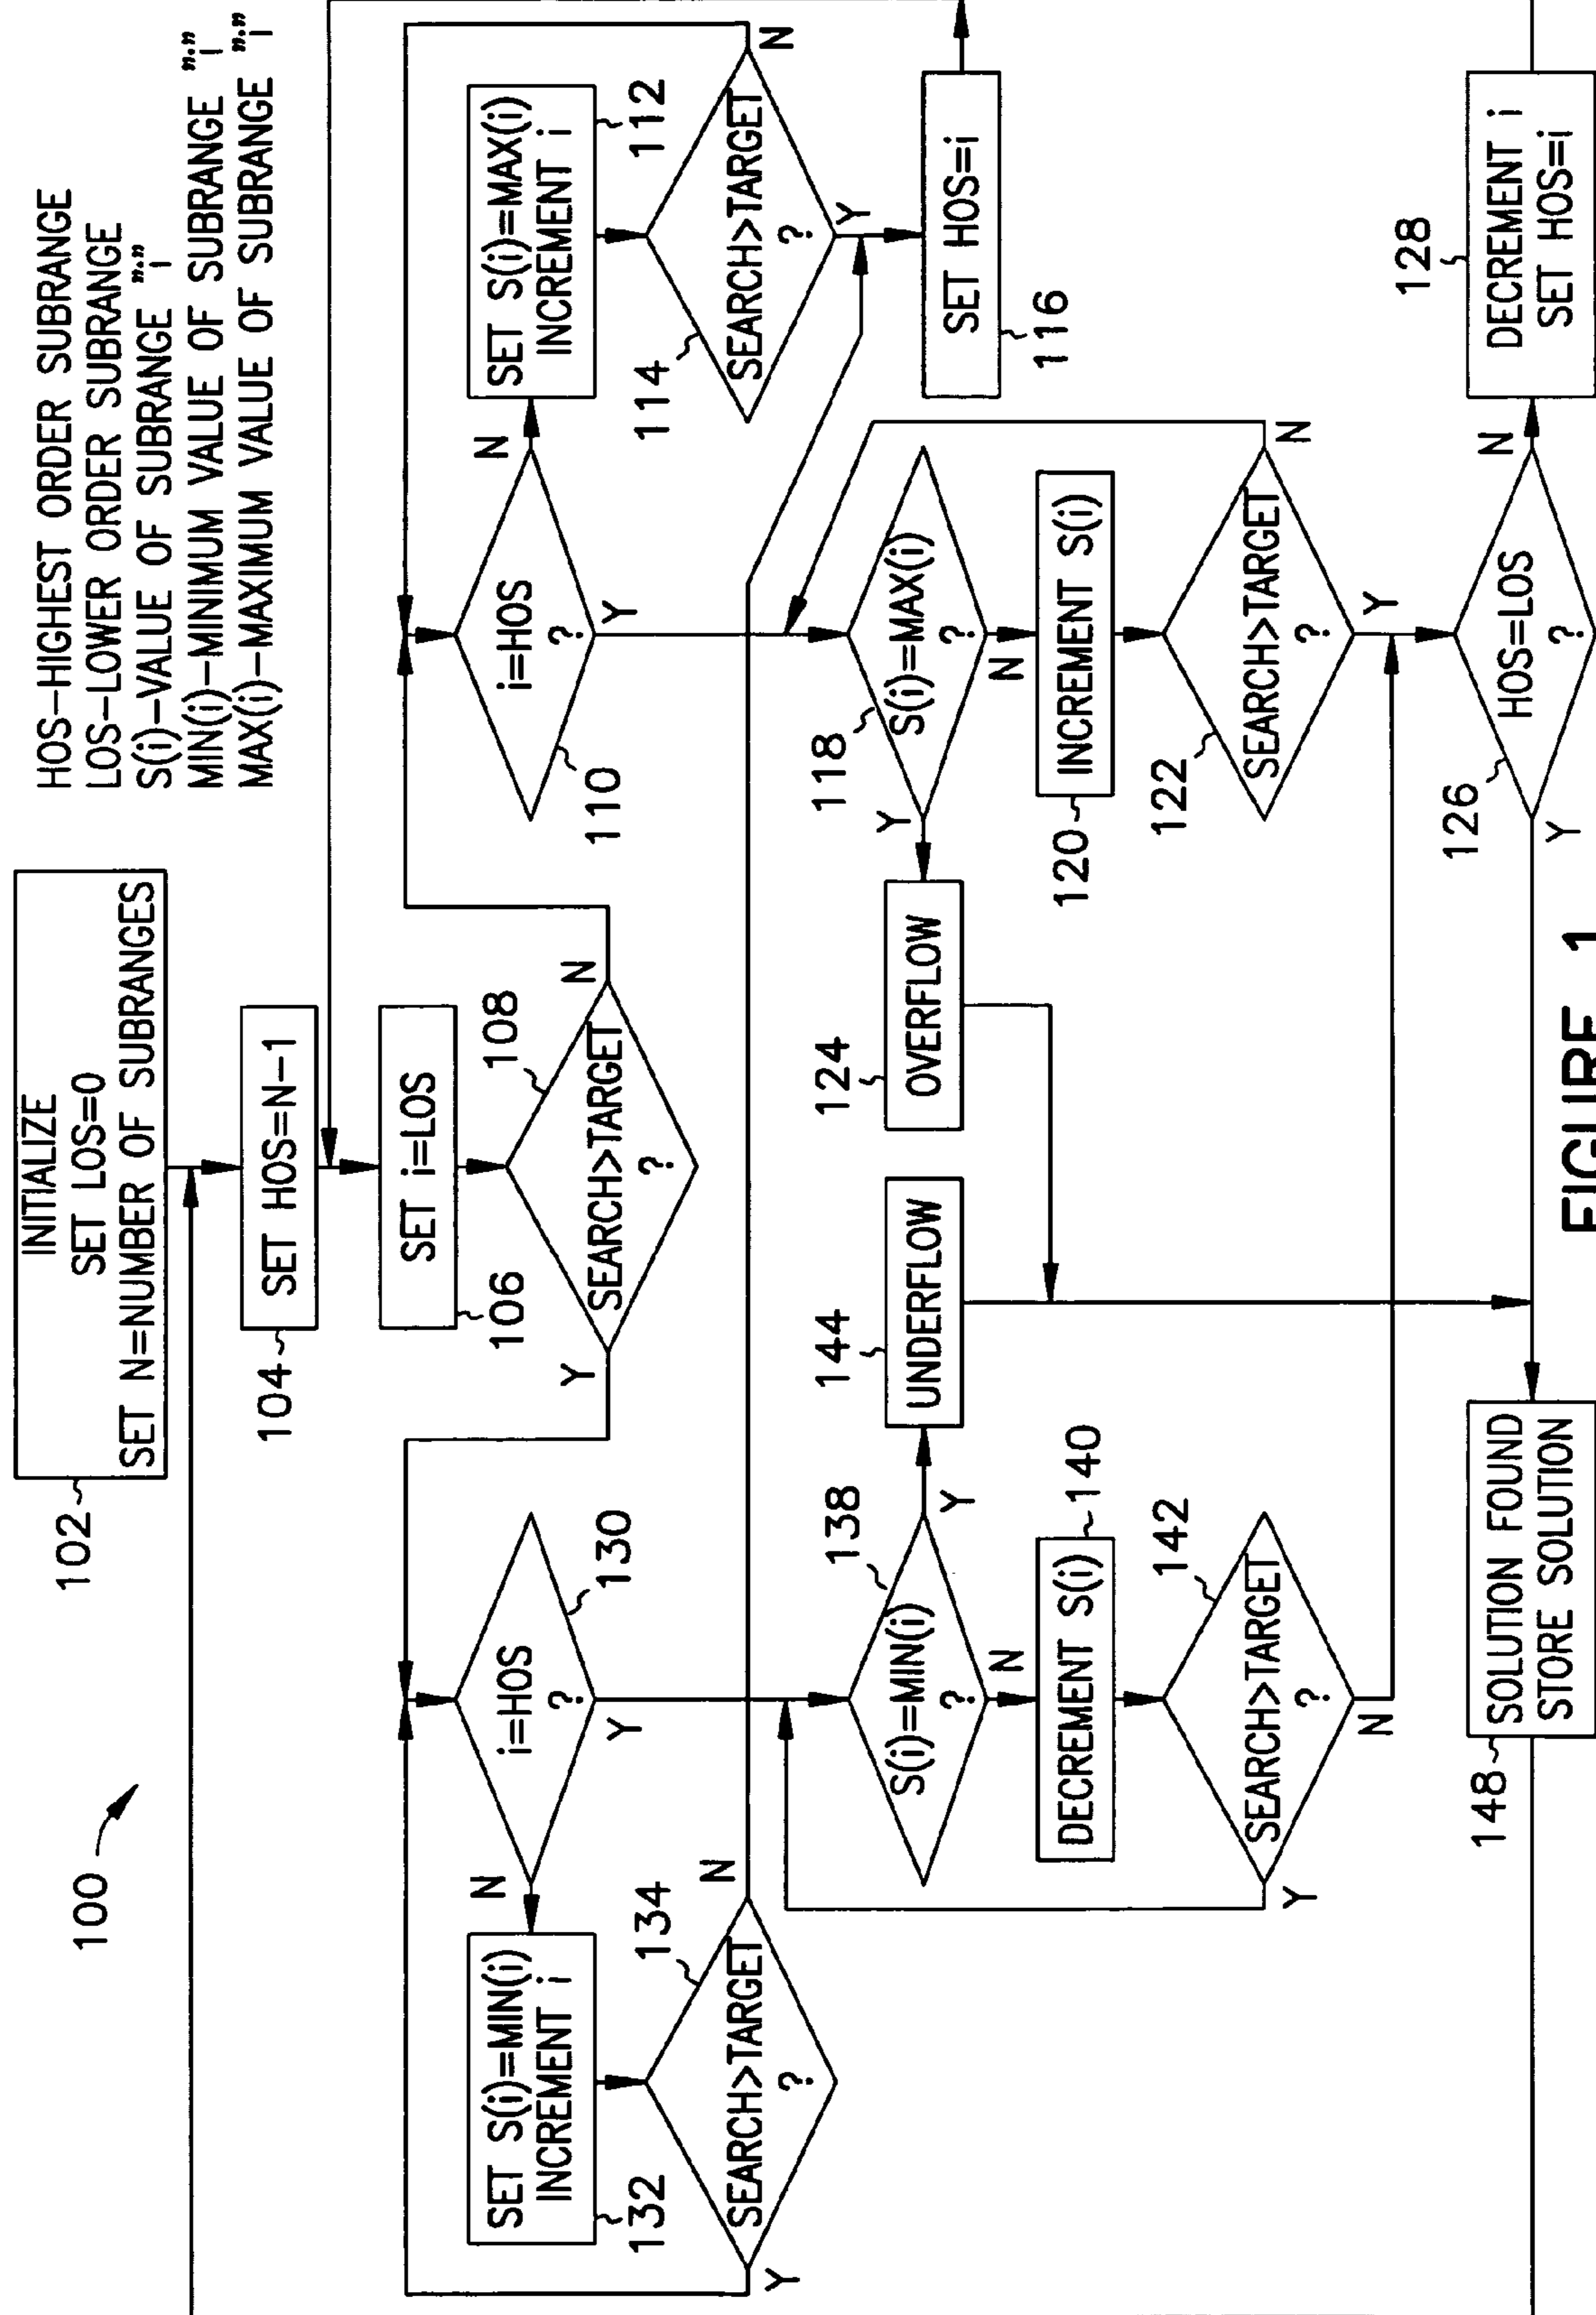 100
HOS-HIGHEST ORDER SUBRANGE
LOS-LOWER ORDER SUBRANGE
S(i)-VALUE OF SUBRANGE "i"
MIN(i)-MINIMUM VALUE OF SUBRANGE "i"
MAX(i)-MAXIMUM VALUE OF SUBRANGE "i"
102
INITIALIZE
SET LOS=0
SET N=NUMBER OF SUBRANGES
104
SET HOS=N-1
106
SET i=LOS
108
SEARCH>TARGET
?
Y
N
130
i=HOS
?
N
Y
132
SET S(i)=MIN(i)
INCREMENT i
134
SEARCH>TARGET
?
Y
N
110
i=HOS
?
N
Y
112
SET S(i)=MAX(i)
INCREMENT i
114
SEARCH>TARGET
?
N
Y
116
SET HOS=i
138
S(i)=MIN(i)
?
Y
N
144
UNDERFLOW
140
DECREMENT S(i)
142
SEARCH>TARGET
?
Y
N
118
S(i)=MAX(i)
?
Y
N
124
OVERFLOW
120
INCREMENT S(i)
122
SEARCH>TARGET
?
N
Y
126
HOS=LOS
?
Y
N
128
DECREMENT i
SET HOS=i
148
SOLUTION FOUND
STORE SOLUTION
FIGURE 1